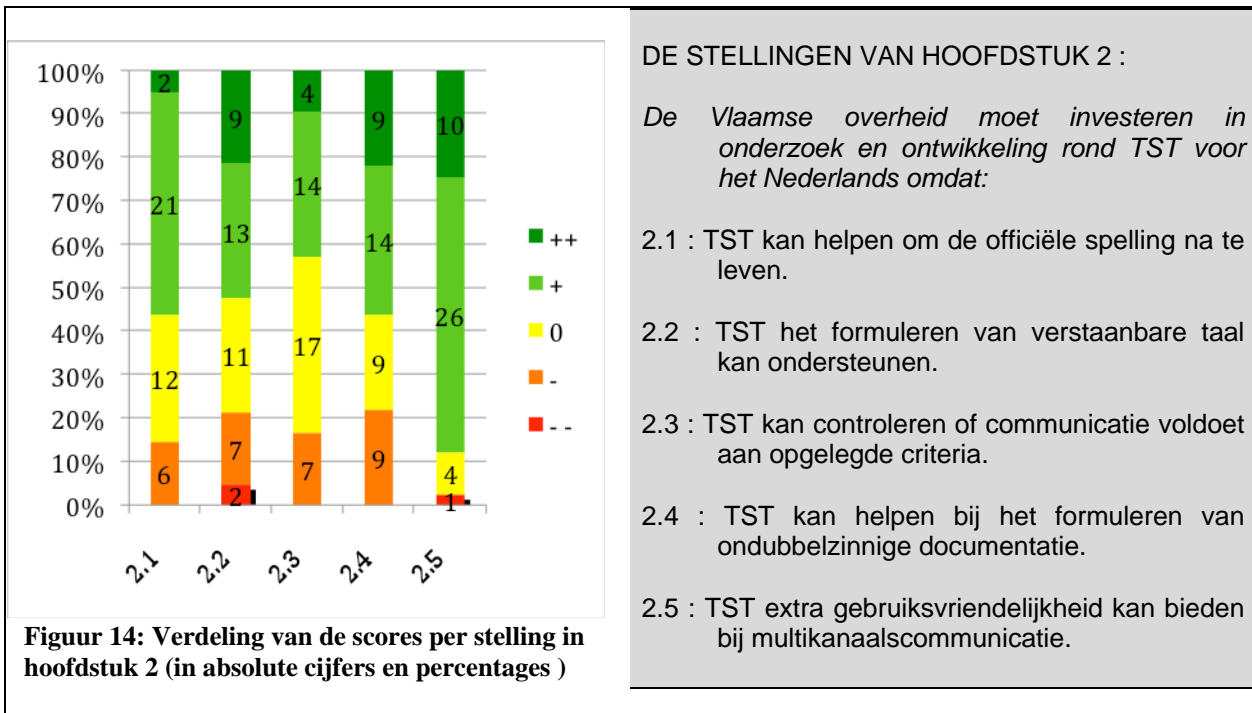 100%
90%
80%
70%
60%
50%
40%
30%
20%
10%
0%
2
21
12
6
9
13
11
7
2
4
14
17
7
9
14
9
9
10
26
4
1
2.1
2.2
2.3
2.4
2.5
++
+
0
-
- -
Figuur 14: Verdeling van de scores per stelling in
hoofdstuk 2 (in absolute cijfers en percentages )
DE STELLINGEN VAN HOOFDSTUK 2 :
De Vlaamse overheid moet investeren in
onderzoek en ontwikkeling rond TST voor
het Nederlands omdat:
2.1 : TST kan helpen om de officiële spelling na te
leven.
2.2 : TST het formuleren van verstaanbare taal
kan ondersteunen.
2.3 : TST kan controleren of communicatie voldoet
aan opgelegde criteria.
2.4 : TST kan helpen bij het formuleren van
ondubbelzinnige documentatie.
2.5 : TST extra gebruiksvriendelijkheid kan bieden
bij multikanaalscommunicatie.